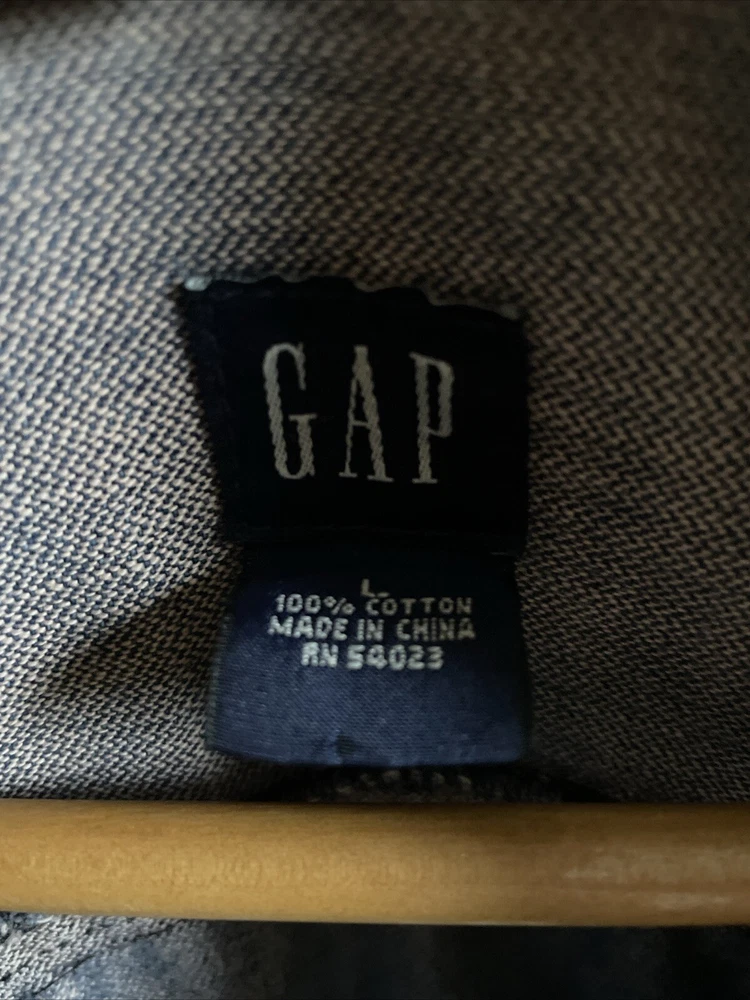 GAP
L
100% COTTON
MADE IN CHINA
RN 54023